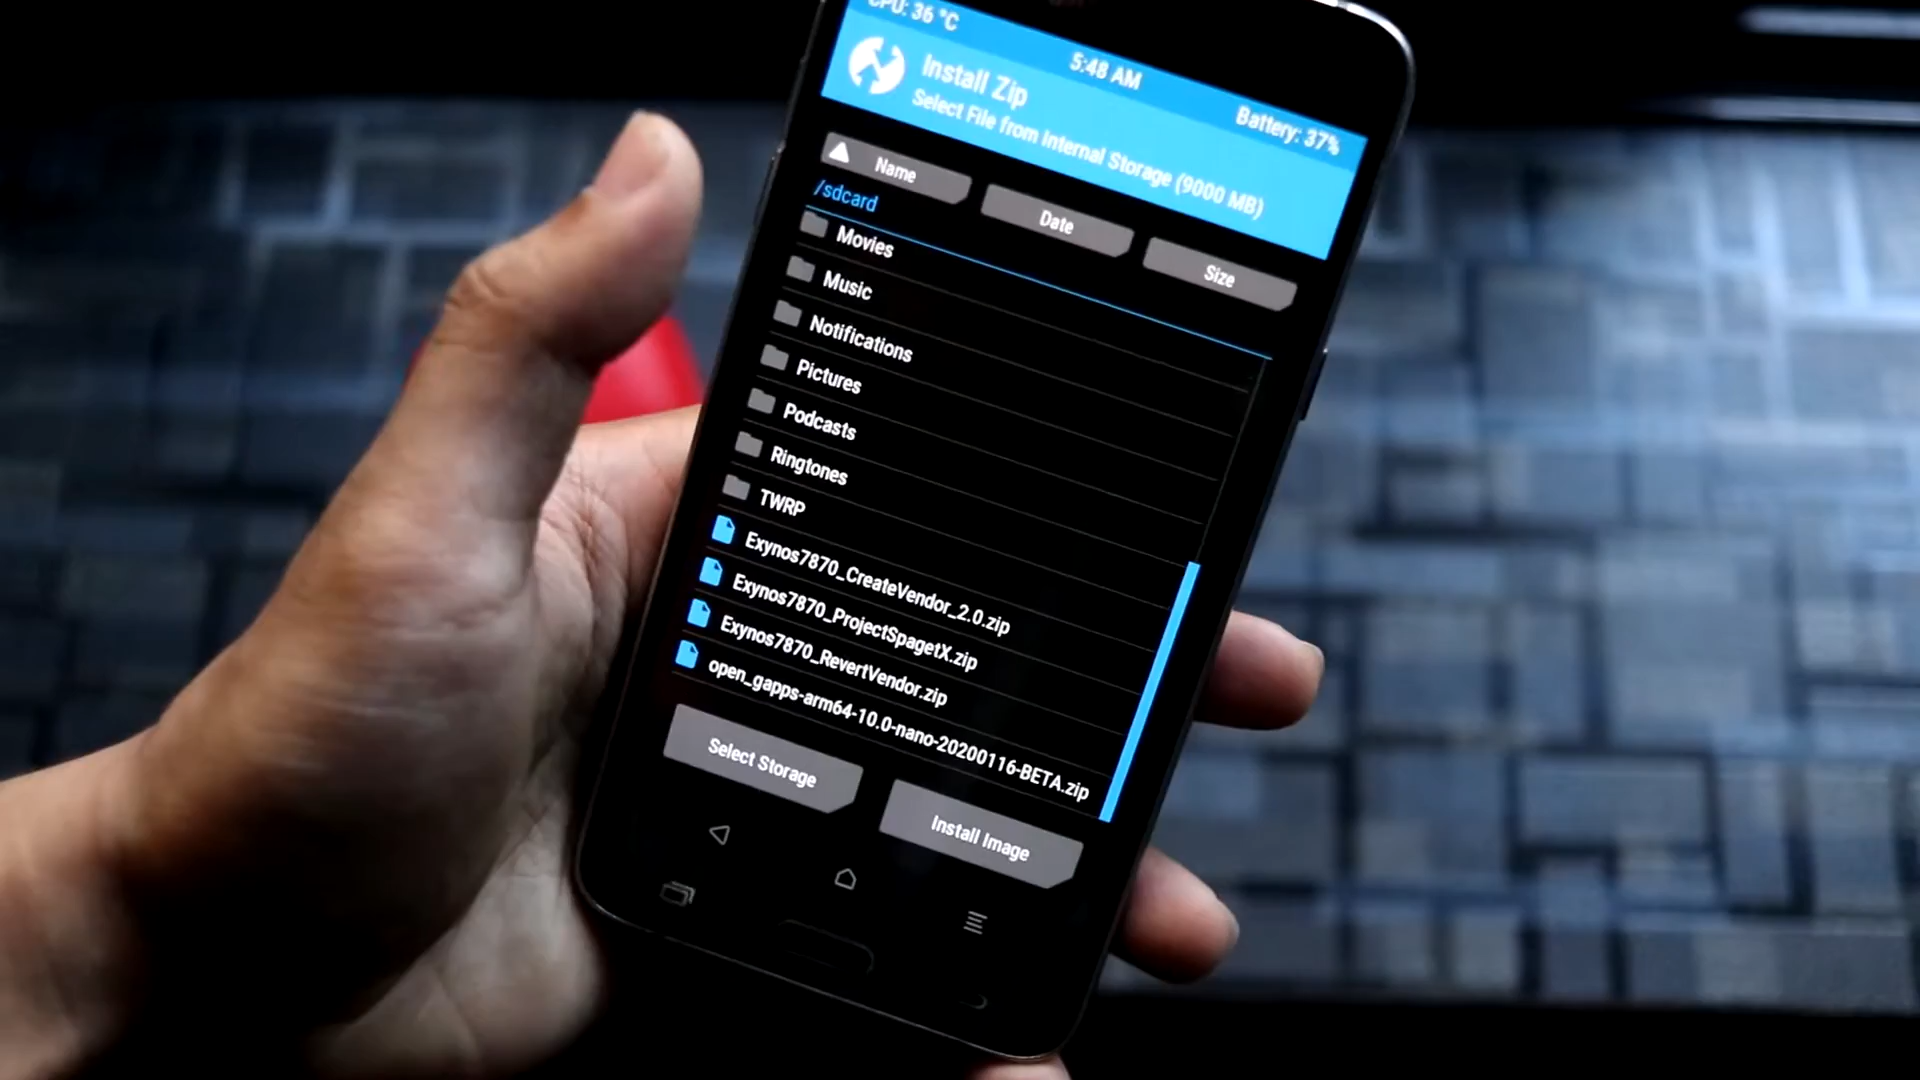 CPU: 36 °C
5:48 AM
Battery: 37%
Install Zip
Select File from Internal Storage (9000 MB)
Name
Date
Size
/sdcard
Movies
Music
Notifications
Pictures
Podcasts
Ringtones
TWRP
Exynos7870_CreateVendor_2.0.zip
Exynos7870_ProjectSpagetX.zip
Exynos7870_RevertVendor.zip
open_gapps-arm64-10.0-nano-20200116-BETA.zip
Select Storage
Install Image